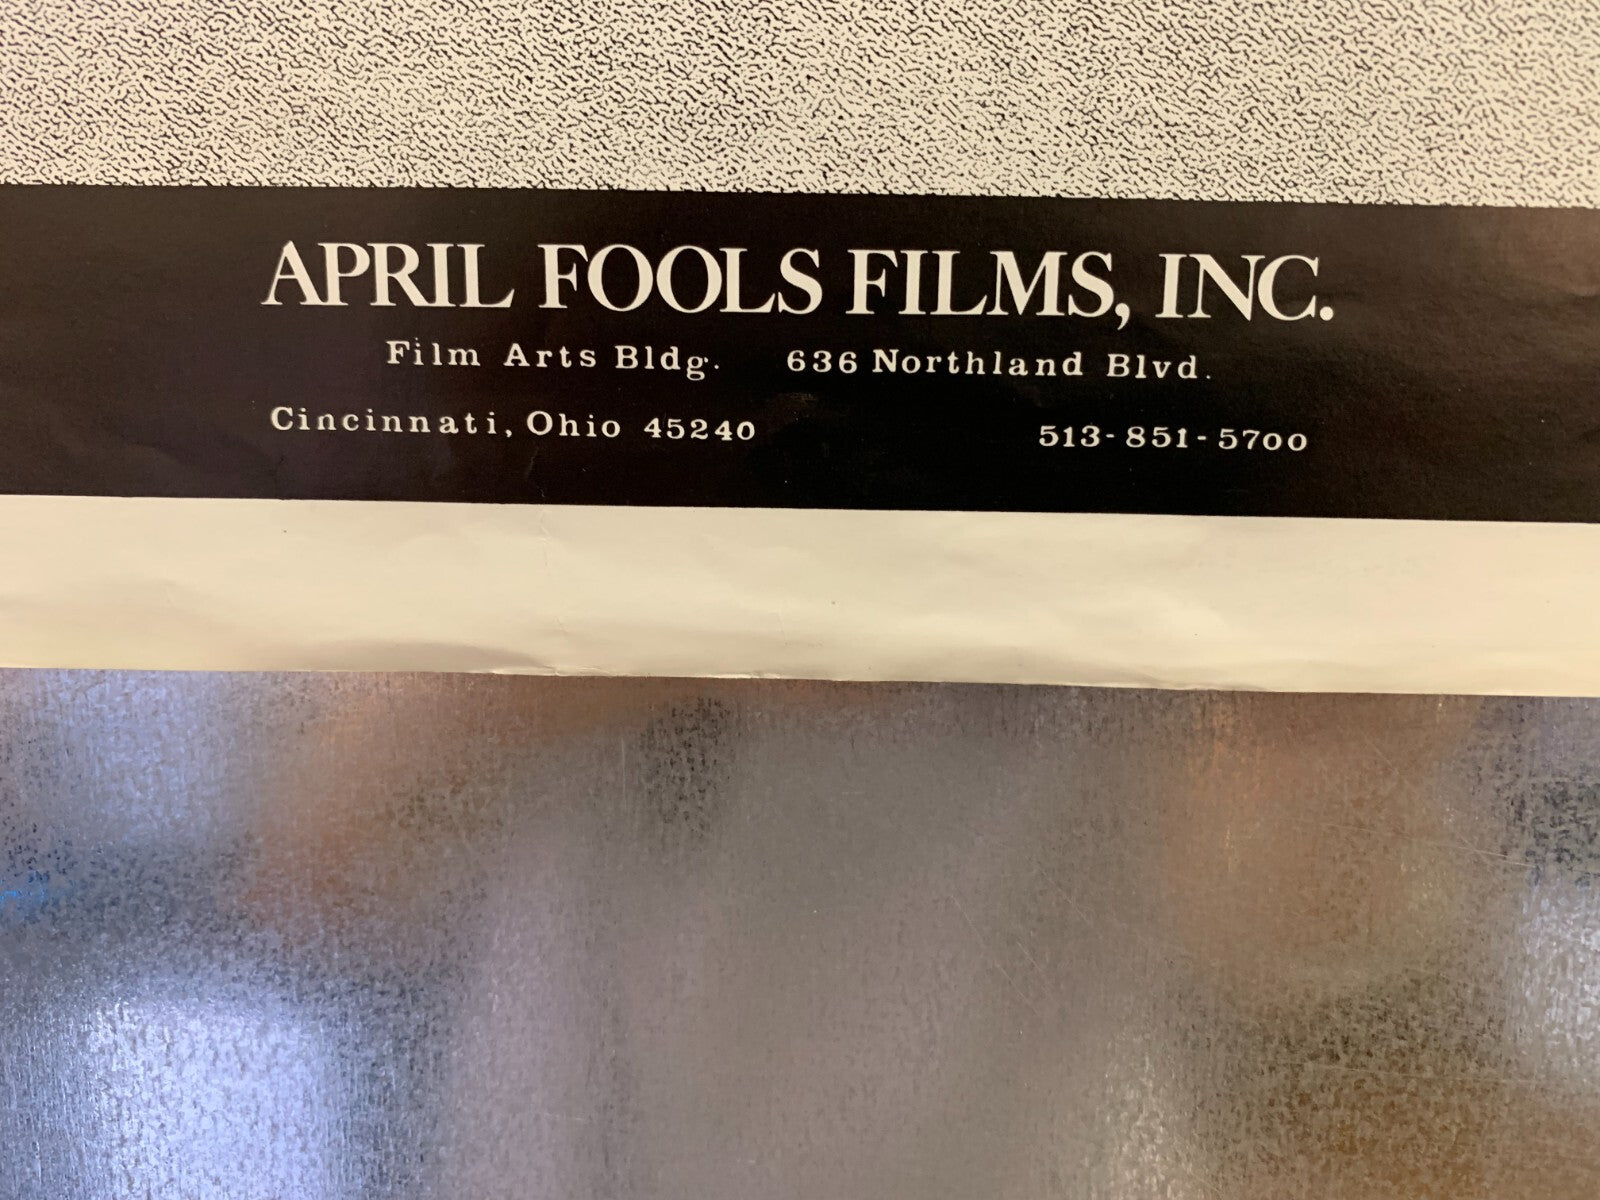 APRIL FOOLS FILMS, INC.
Film Arts Bldg. 636 Northland Blvd.
Cincinnati, Ohio 45240 513-851-5700